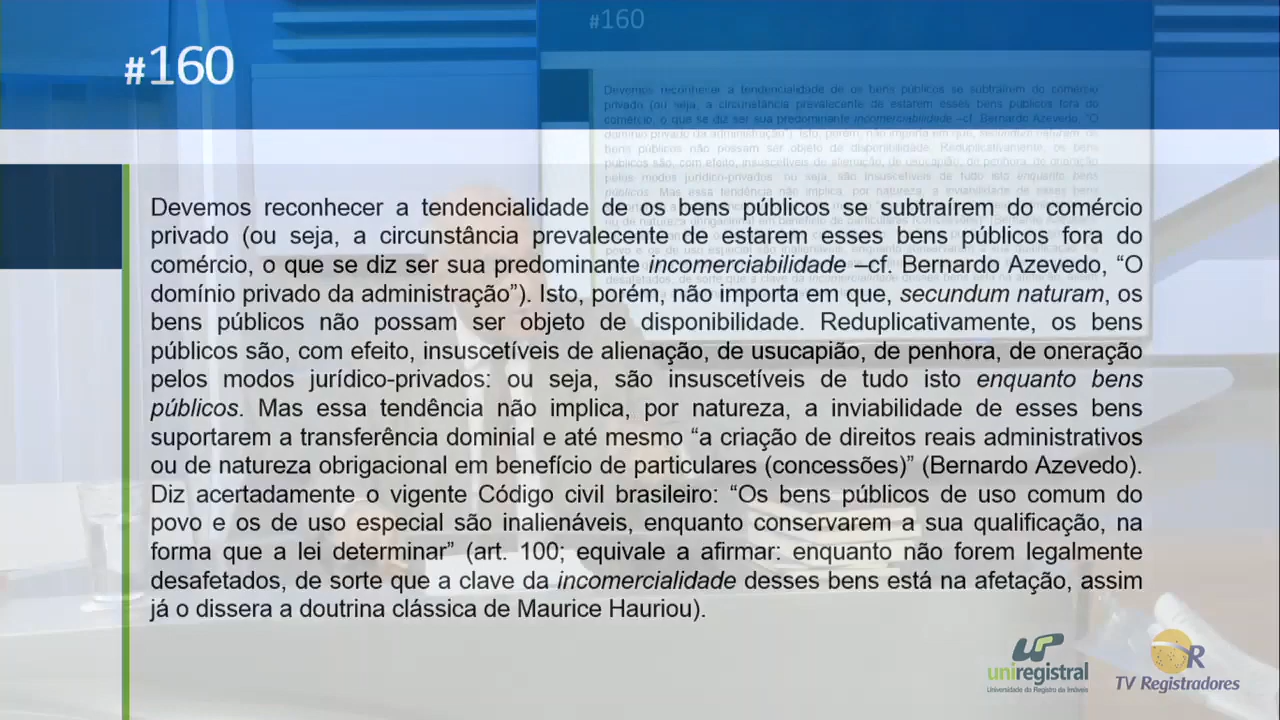 #160
#160
Devemos reconhecer a tendencialidade de os bens públicos se subtraírem do comércio
privado (ou seja, a circunstância prevalecente de estarem esses bens públicos fora do
comércio, o que se diz ser sua predominante incomerciabilidade –cf. Bernardo Azevedo, “O
domínio privado da administração”). Isto, porém, não importa em que, secundum naturam, os
bens públicos não possam ser objeto de disponibilidade. Reduplicativamente, os bens
públicos são, com efeito, insuscetíveis de alienação, de usucapião, de penhora, de oneração
pelos modos jurídico-privados: ou seja, são insuscetíveis de tudo isto enquanto bens
públicos. Mas essa tendência não implica, por natureza, a inviabilidade de esses bens
suportarem a transferência dominial e até mesmo “a criação de direitos reais administrativos
ou de natureza obrigacional em benefício de particulares (concessões)” (Bernardo Azevedo).
Diz acertadamente o vigente Código civil brasileiro: “Os bens públicos de uso comum do
povo e os de uso especial são inalienáveis, enquanto conservarem a sua qualificação, na
forma que a lei determinar” (art. 100; equivale a afirmar: enquanto não forem legalmente
desafetados, de sorte que a clave da incomercialidade desses bens está na afetação, assim
já o dissera a doutrina clássica de Maurice Hauriou).
uniregistral
Universidade do Registro de Imóveis
R
TV Registradores